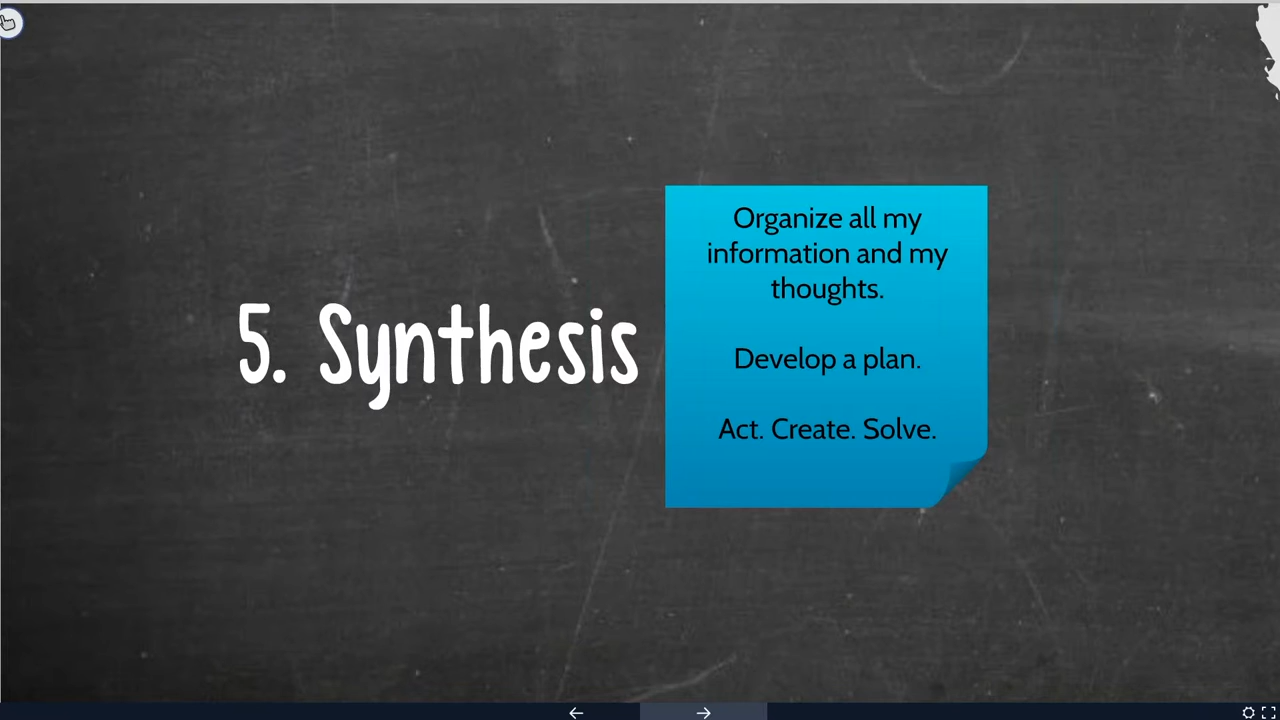 5. Synthesis
Organize all my
information and my
thoughts.
Develop a plan.
Act. Create. Solve.